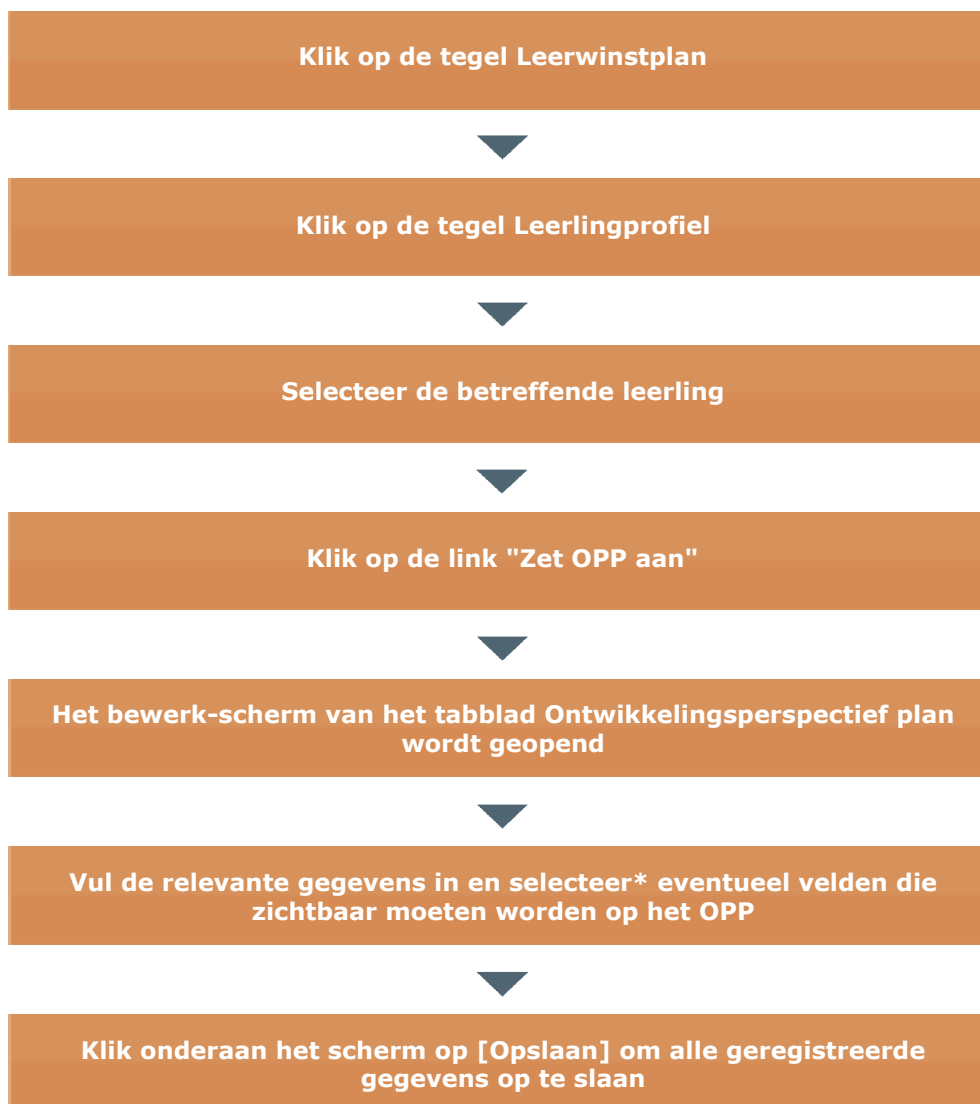 Klik op de tegel Leerwinstplan
Klik op de tegel Leerlingprofiel
Selecteer de betreffende leerling
Klik op de link "Zet OPP aan"
Het bewerk-scherm van het tabblad Ontwikkelingsperspectief plan
wordt geopend
Vul de relevante gegevens in en selecteer* eventueel velden die
zichtbaar moeten worden op het OPP
Klik onderaan het scherm op [Opslaan] om alle geregistreerde
gegevens op te slaan